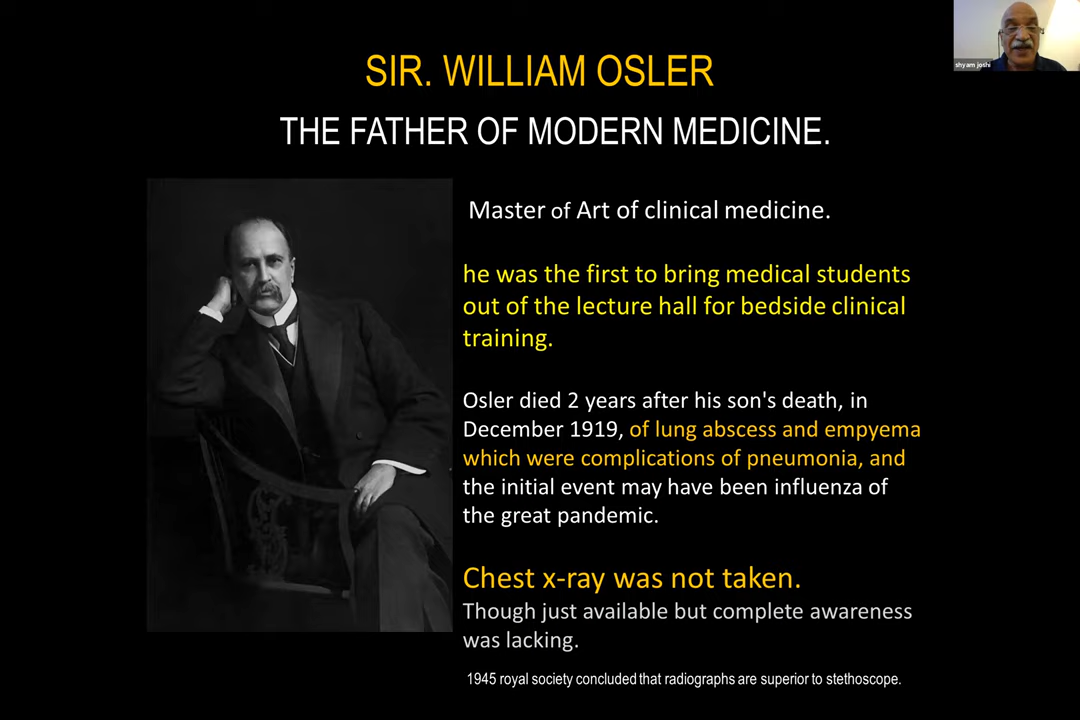 shyam joshi
SIR. WILLIAM OSLER
THE FATHER OF MODERN MEDICINE.
Master of Art of clinical medicine.
he was the first to bring medical students
out of the lecture hall for bedside clinical
training.
Osler died 2 years after his son's death, in
December 1919, of lung abscess and empyema
which were complications of pneumonia, and
the initial event may have been influenza of
the great pandemic.
Chest x-ray was not taken.
Though just available but complete awareness
was lacking.
1945 royal society concluded that radiographs are superior to stethoscope.